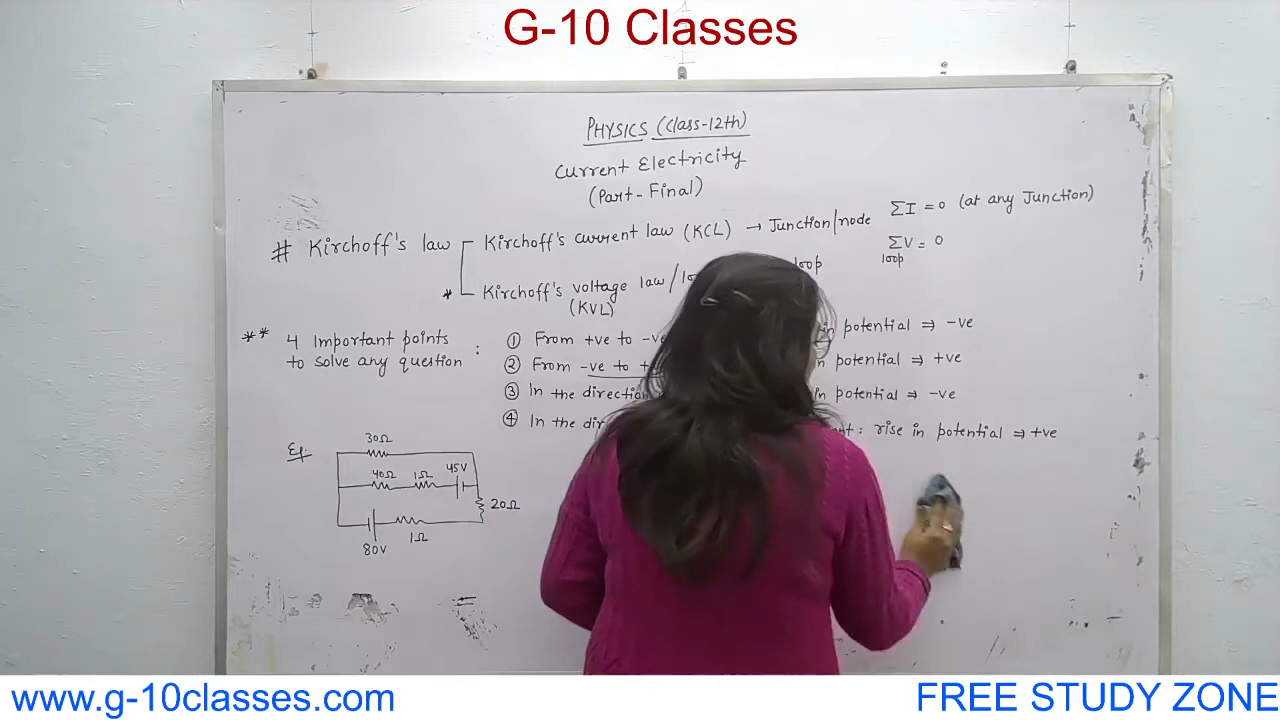 G-10 Classes
PHYSICS (Class-12th)
Current Electricity
(Part-Final)
# Kirchoff's law
Kirchoff's current law (KCL) → Junction/node
ΣI = 0 (at any Junction)
* Kirchoff's voltage law / loop
(KVL)
ΣV = 0
loop
** 4 Important points
to solve any question :
① From +ve to -ve in potential ⇒ -ve
② From -ve to + in potential ⇒ +ve
③ In the direction in potential ⇒ -ve
④ In the : rise in potential ⇒ +ve
Eg.
30Ω
40Ω 1Ω 45V
20Ω
80V 1Ω
www.g-10classes.com
FREE STUDY ZONE